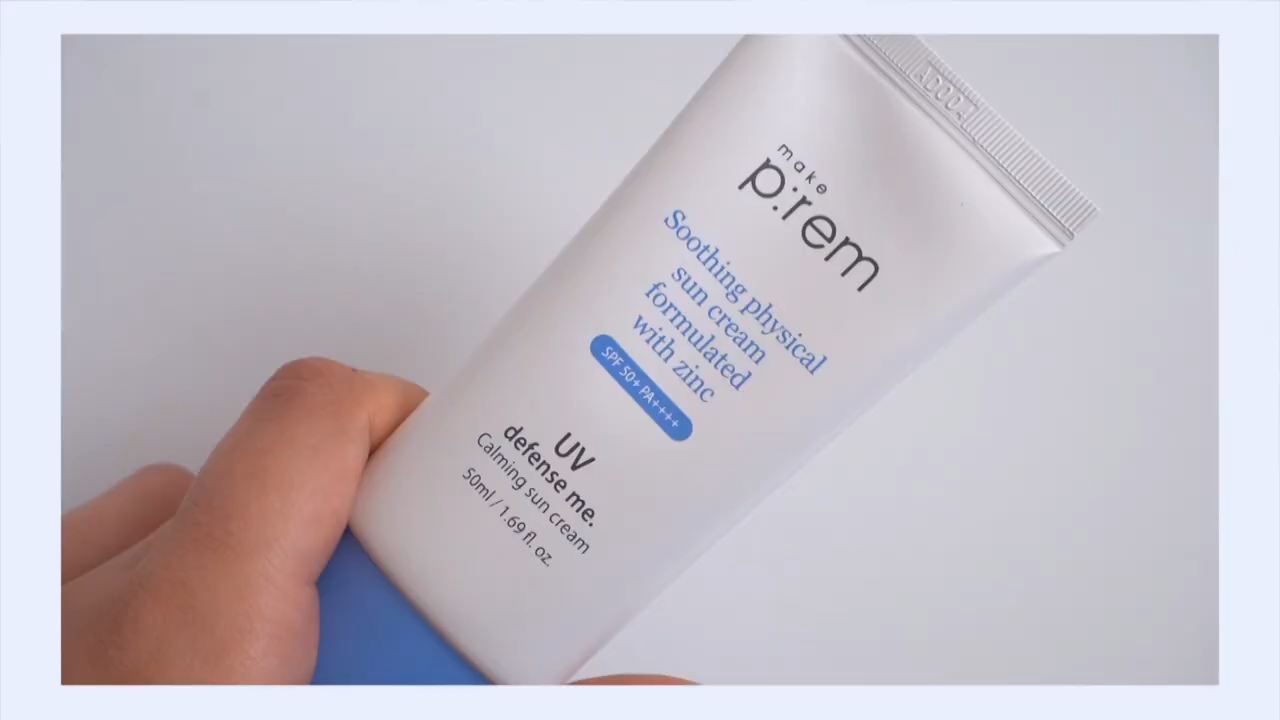 ADOOA
make
p:rem
Soothing physical
sun cream
formulated
with zinc
SPF 50+ PA++++
UV
defense me.
Calming sun cream
50ml / 1.69 fl. oz.